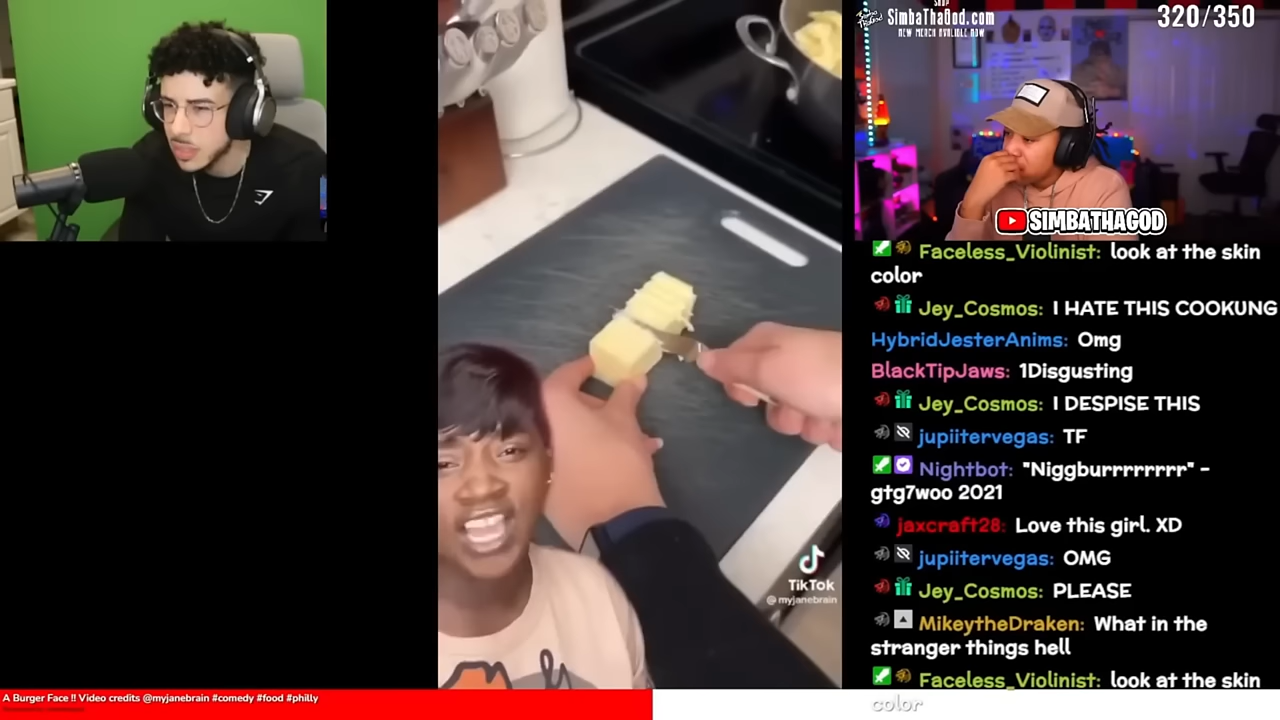 SHOP
SimbaThaGod.com
NEW MERCH AVAILABLE NOW
320/350
SIMBATHAGOD
Faceless_Violinist: look at the skin
color
Jey_Cosmos: I HATE THIS COOKUNG
HybridJesterAnims: Omg
BlackTipJaws: 1Disgusting
Jey_Cosmos: I DESPISE THIS
jupiitervegas: TF
Nightbot: "Niggburrrrrrrr" -
gtg7woo 2021
jaxcraft28: Love this girl. XD
jupiitervegas: OMG
Jey_Cosmos: PLEASE
MikeytheDraken: What in the
stranger things hell
Faceless_Violinist: look at the skin
color
TikTok
@myjanebrain
A Burger Face !! Video credits @myjanebrain #comedy #food #philly